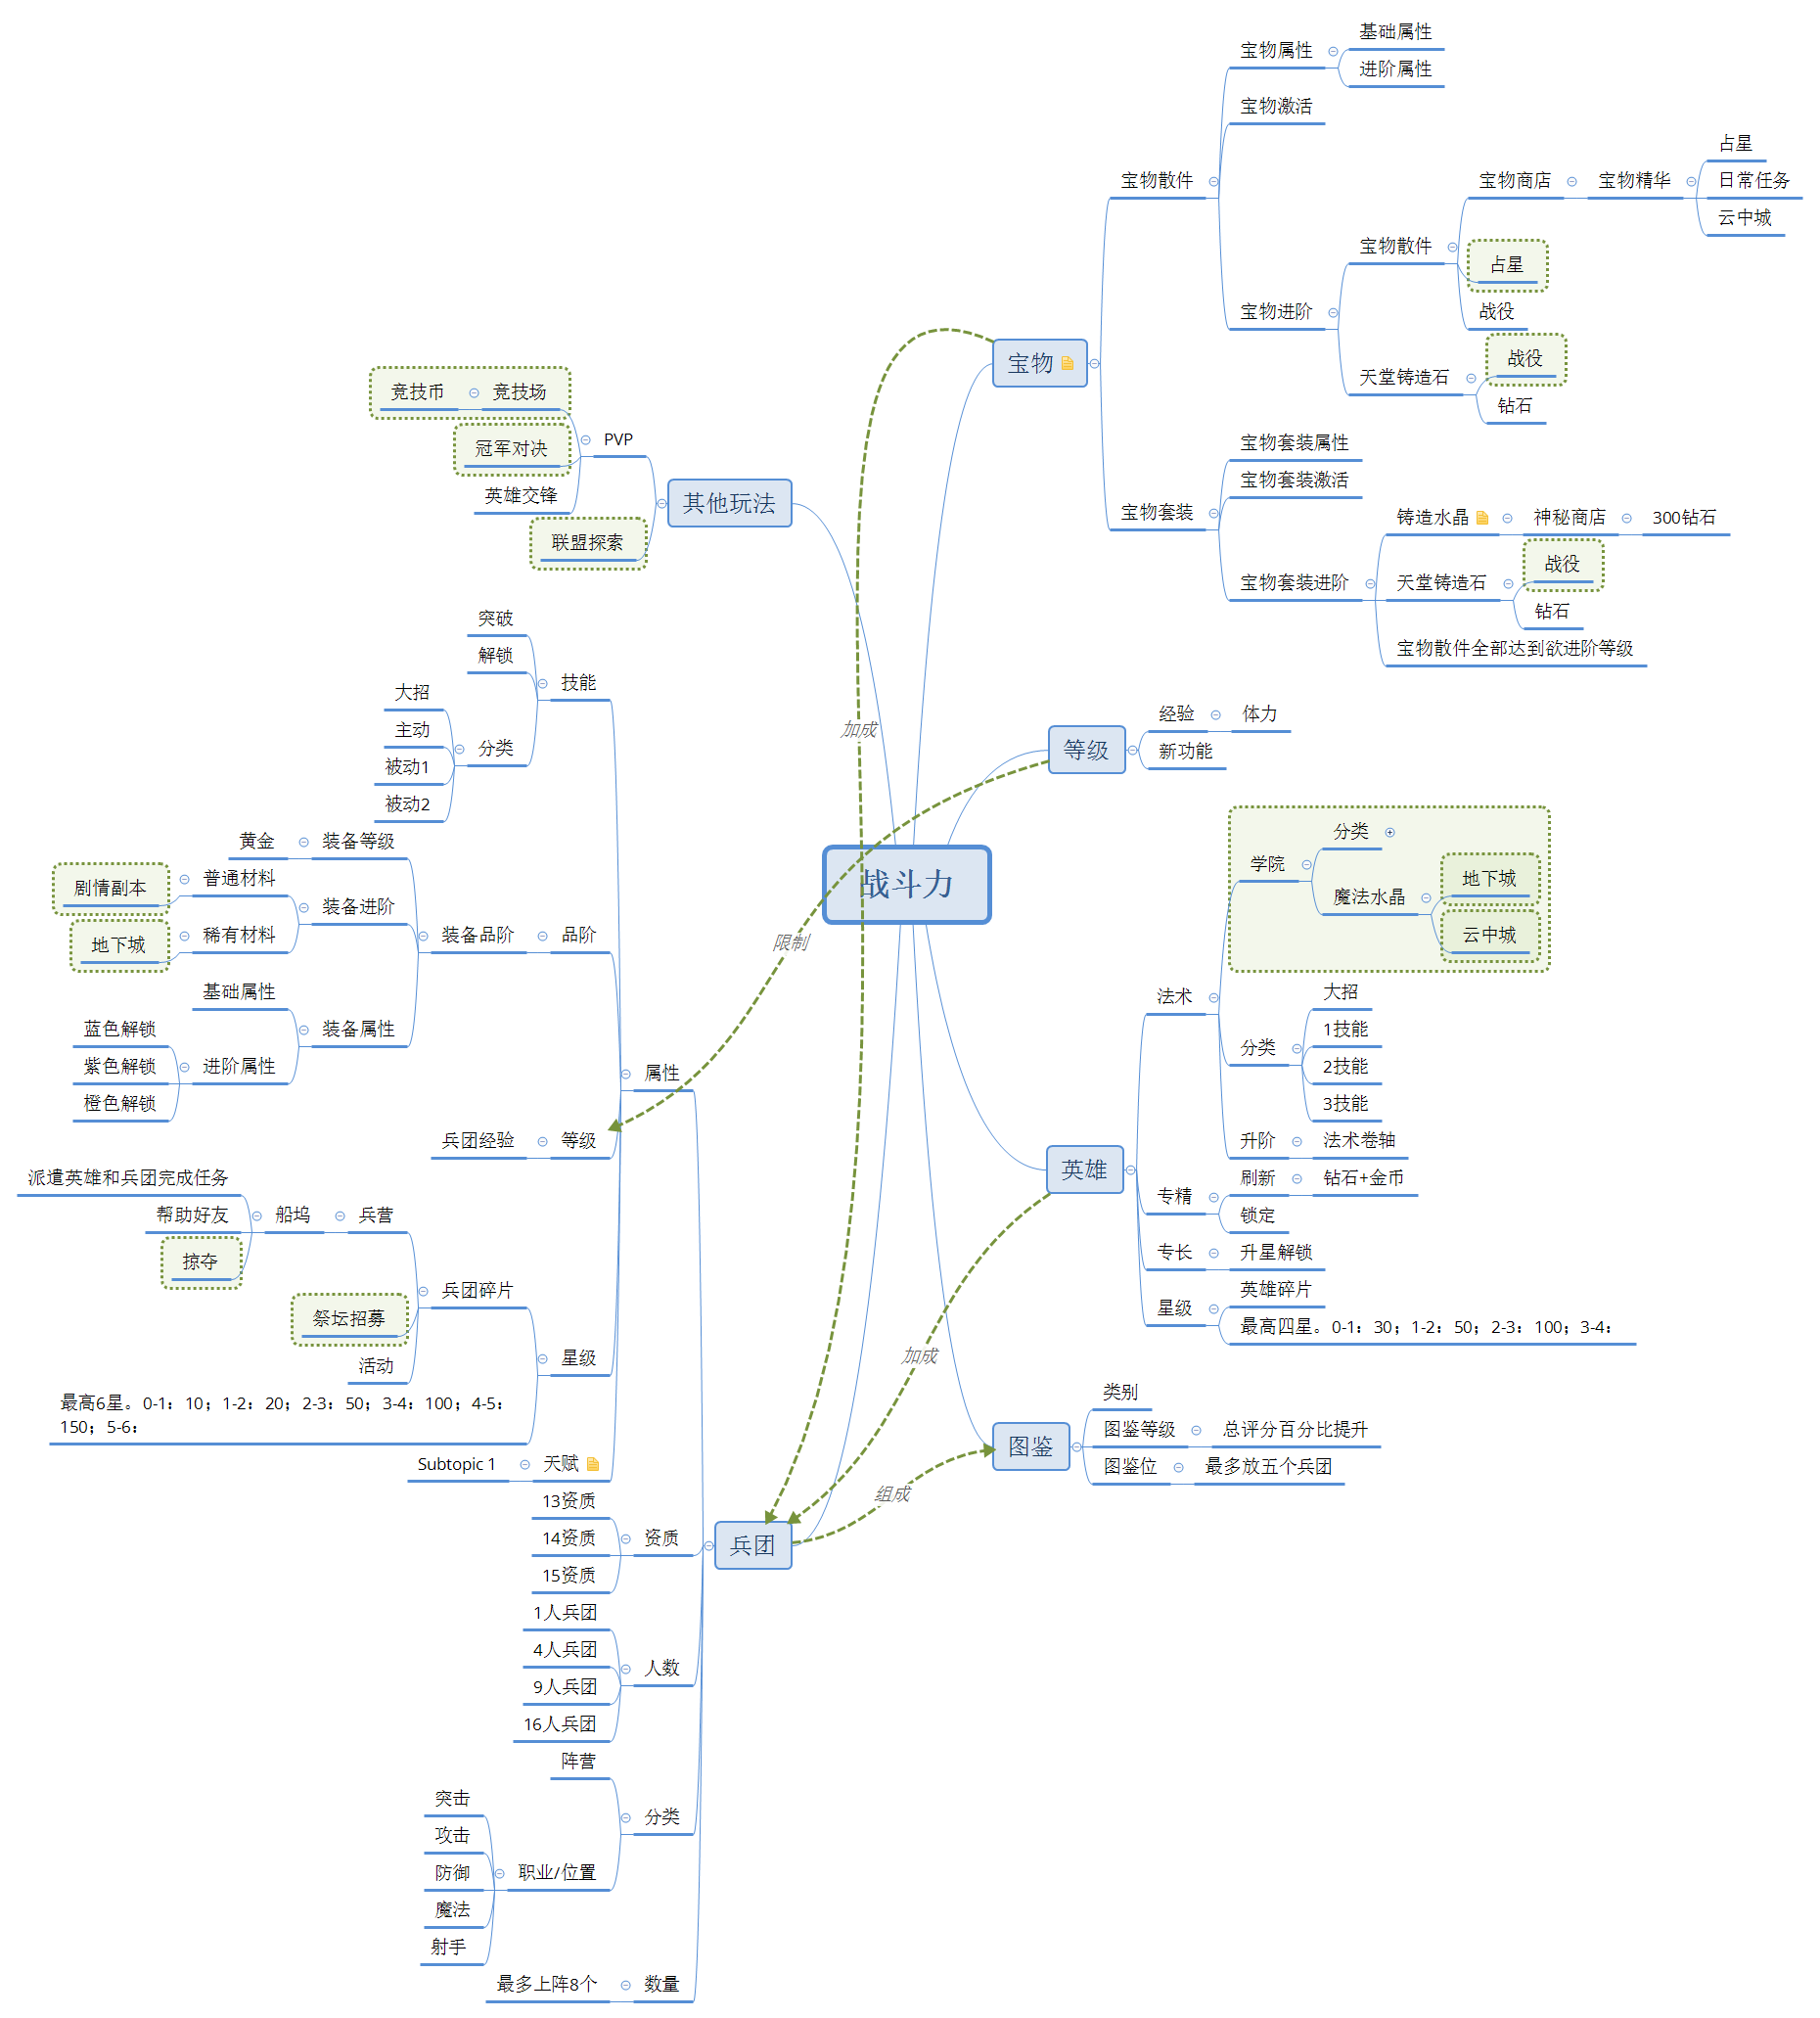 战斗力
宝物
宝物散件
宝物属性
基础属性
进阶属性
宝物激活
宝物进阶
宝物散件
宝物商店
宝物精华
占星
日常任务
云中城
占星
战役
天堂铸造石
战役
钻石
宝物套装
宝物套装属性
宝物套装激活
宝物套装进阶
铸造水晶
神秘商店
300钻石
天堂铸造石
战役
钻石
宝物散件全部达到欲进阶等级
等级
经验
体力
新功能
英雄
法术
学院
分类
魔法水晶
地下城
云中城
分类
大招
1技能
2技能
3技能
升阶
法术卷轴
专精
刷新
钻石+金币
锁定
专长
升星解锁
星级
英雄碎片
最高四星。0-1：30；1-2：50；2-3：100；3-4：
图鉴
类别
图鉴等级
总评分百分比提升
图鉴位
最多放五个兵团
其他玩法
PVP
竞技场
竞技币
冠军对决
英雄交锋
联盟探索
兵团
属性
技能
突破
解锁
分类
大招
主动
被动1
被动2
品阶
装备品阶
装备等级
黄金
装备进阶
普通材料
剧情副本
稀有材料
地下城
装备属性
基础属性
进阶属性
蓝色解锁
紫色解锁
橙色解锁
等级
兵团经验
星级
兵团碎片
兵营
船坞
派遣英雄和兵团完成任务
帮助好友
掠夺
祭坛招募
活动
最高6星。0-1：10；1-2：20；2-3：50；3-4：100；4-5：
150；5-6：
天赋
Subtopic 1
资质
13资质
14资质
15资质
人数
1人兵团
4人兵团
9人兵团
16人兵团
分类
阵营
职业/位置
突击
攻击
防御
魔法
射手
数量
最多上阵8个
加成
限制
加成
组成